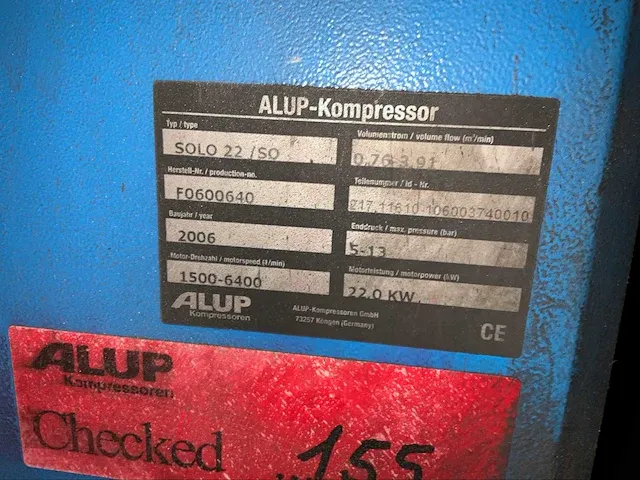 ALUP-Kompressor
Typ / type
SOLO 22 /SO
Volumenstrom / volume flow (m³/min)
0,76-3,91
Herstell-Nr. / production-no.
F0600640
Teilenummer / Id - Nr.
217.11610-106003740010
Baujahr / year
2006
Enddruck / max. pressure (bar)
5-13
Motor-Drehzahl / motorspeed (1/min)
1500-6400
Motorleistung / motorpower (kW)
22.0 KW
ALUP
Kompressoren
ALUP-Kompressoren GmbH
73257 Köngen (Germany)
CE
ALUP
Kompressoren
Checked
155